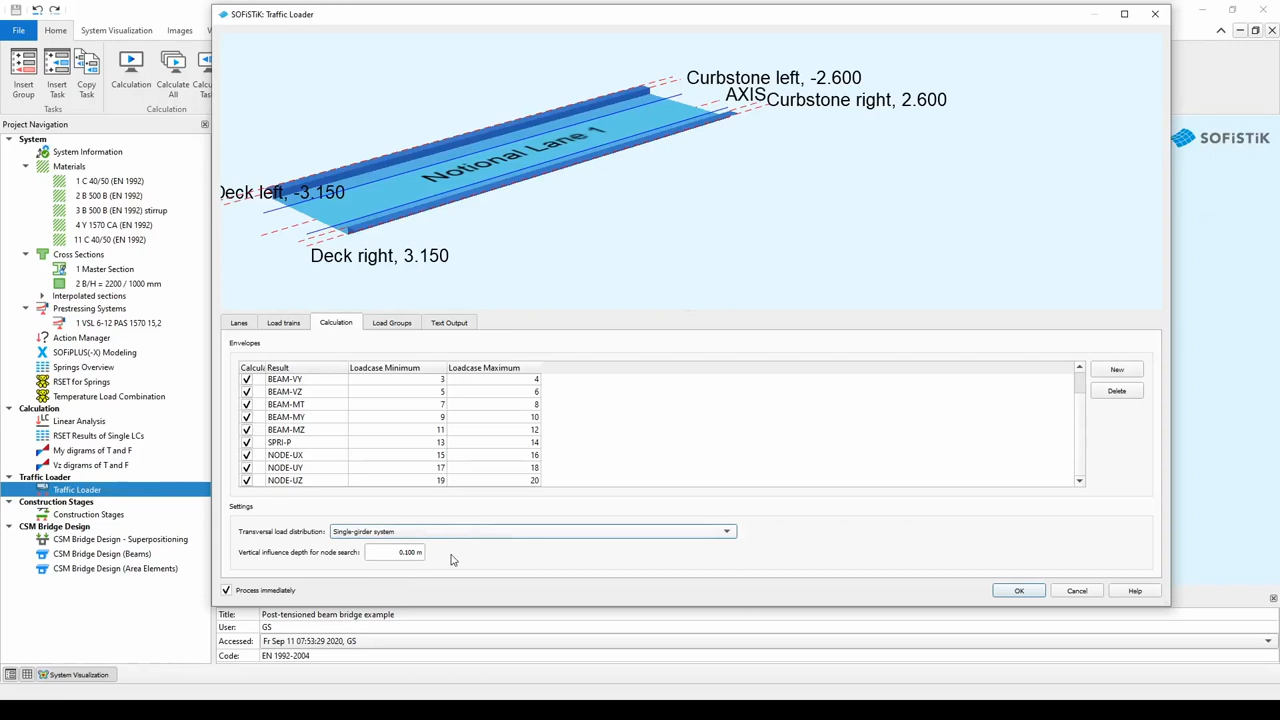 SOFiSTiK: Traffic Loader
File
Home
System Visualization
Images
Insert Group
Insert Task
Copy Task
Calculation
Calculate All
Tasks
Calculation
Project Navigation
System
System Information
Materials
1 C 40/50 (EN 1992)
2 B 500 B (EN 1992)
3 B 500 B (EN 1992) stirrup
4 Y 1570 CA (EN 1992)
11 C 40/50 (EN 1992)
Cross Sections
1 Master Section
2 B/H = 2200 / 1000 mm
Interpolated sections
Prestressing Systems
1 VSL 6-12 PAS 1570 15,2
Action Manager
SOFiPLUS(-X) Modeling
Springs Overview
RSET for Springs
Temperature Load Combination
Calculation
Linear Analysis
RSET Results of Single LCs
My digrams of T and F
Vz digrams of T and F
Traffic Loader
Traffic Loader
Construction Stages
Construction Stages
CSM Bridge Design
CSM Bridge Design - Superpositioning
CSM Bridge Design (Beams)
CSM Bridge Design (Area Elements)
System Visualization
Curbstone left, -2.600
AXIS
Curbstone right, 2.600
Notional Lane 1
Deck left, -3.150
Deck right, 3.150
SOFiSTiK
Lanes
Load trains
Calculation
Load Groups
Text Output
Envelopes
Calcula Result Loadcase Minimum Loadcase Maximum
BEAM-VY 3 4
BEAM-VZ 5 6
BEAM-MT 7 8
BEAM-MY 9 10
BEAM-MZ 11 12
SPRI-P 13 14
NODE-UX 15 16
NODE-UY 17 18
NODE-UZ 19 20
New
Delete
Settings
Transversal load distribution: Single-girder system
Vertical influence depth for node search: 0.100 m
Process immediately
OK
Cancel
Help
Title: Post-tensioned beam bridge example
User: GS
Accessed: Fr Sep 11 07:53:29 2020, GS
Code: EN 1992-2004